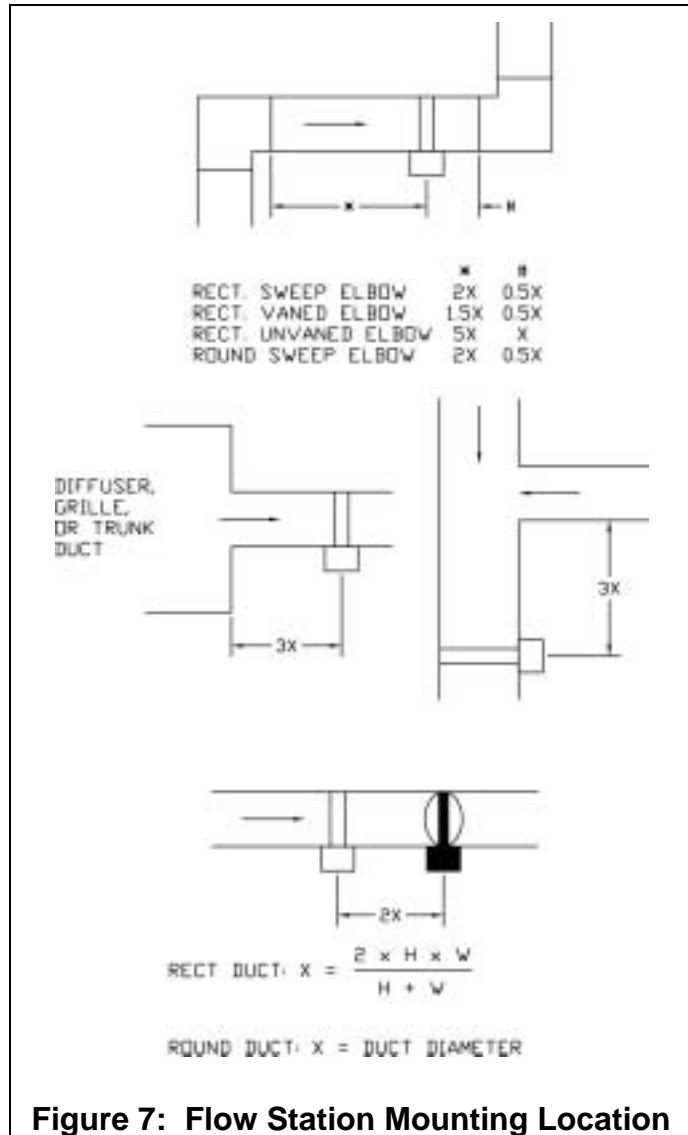 * #
RECT. SWEEP ELBOW 2X 0.5X
RECT. VANED ELBOW 1.5X 0.5X
RECT. UNVANED ELBOW 5X X
ROUND SWEEP ELBOW 2X 0.5X
DIFFUSER,
GRILLE,
OR TRUNK
DUCT
3X
3X
2X
RECT DUCT: X = 2 x H x W
H + W
ROUND DUCT: X = DUCT DIAMETER
Figure 7: Flow Station Mounting Location